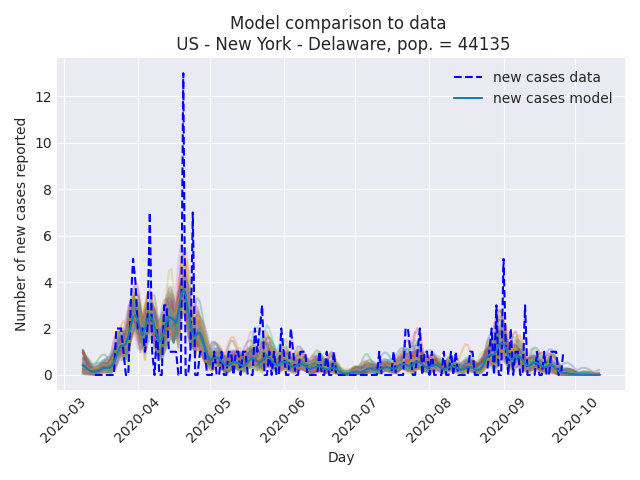 Model comparison to data
US - New York - Delaware, pop. = 44135
new cases data
new cases model
Number of new cases reported
12
10
8
6
4
2
0
2020-03
2020-04
2020-05
2020-06
2020-07
2020-08
2020-09
2020-10
Day